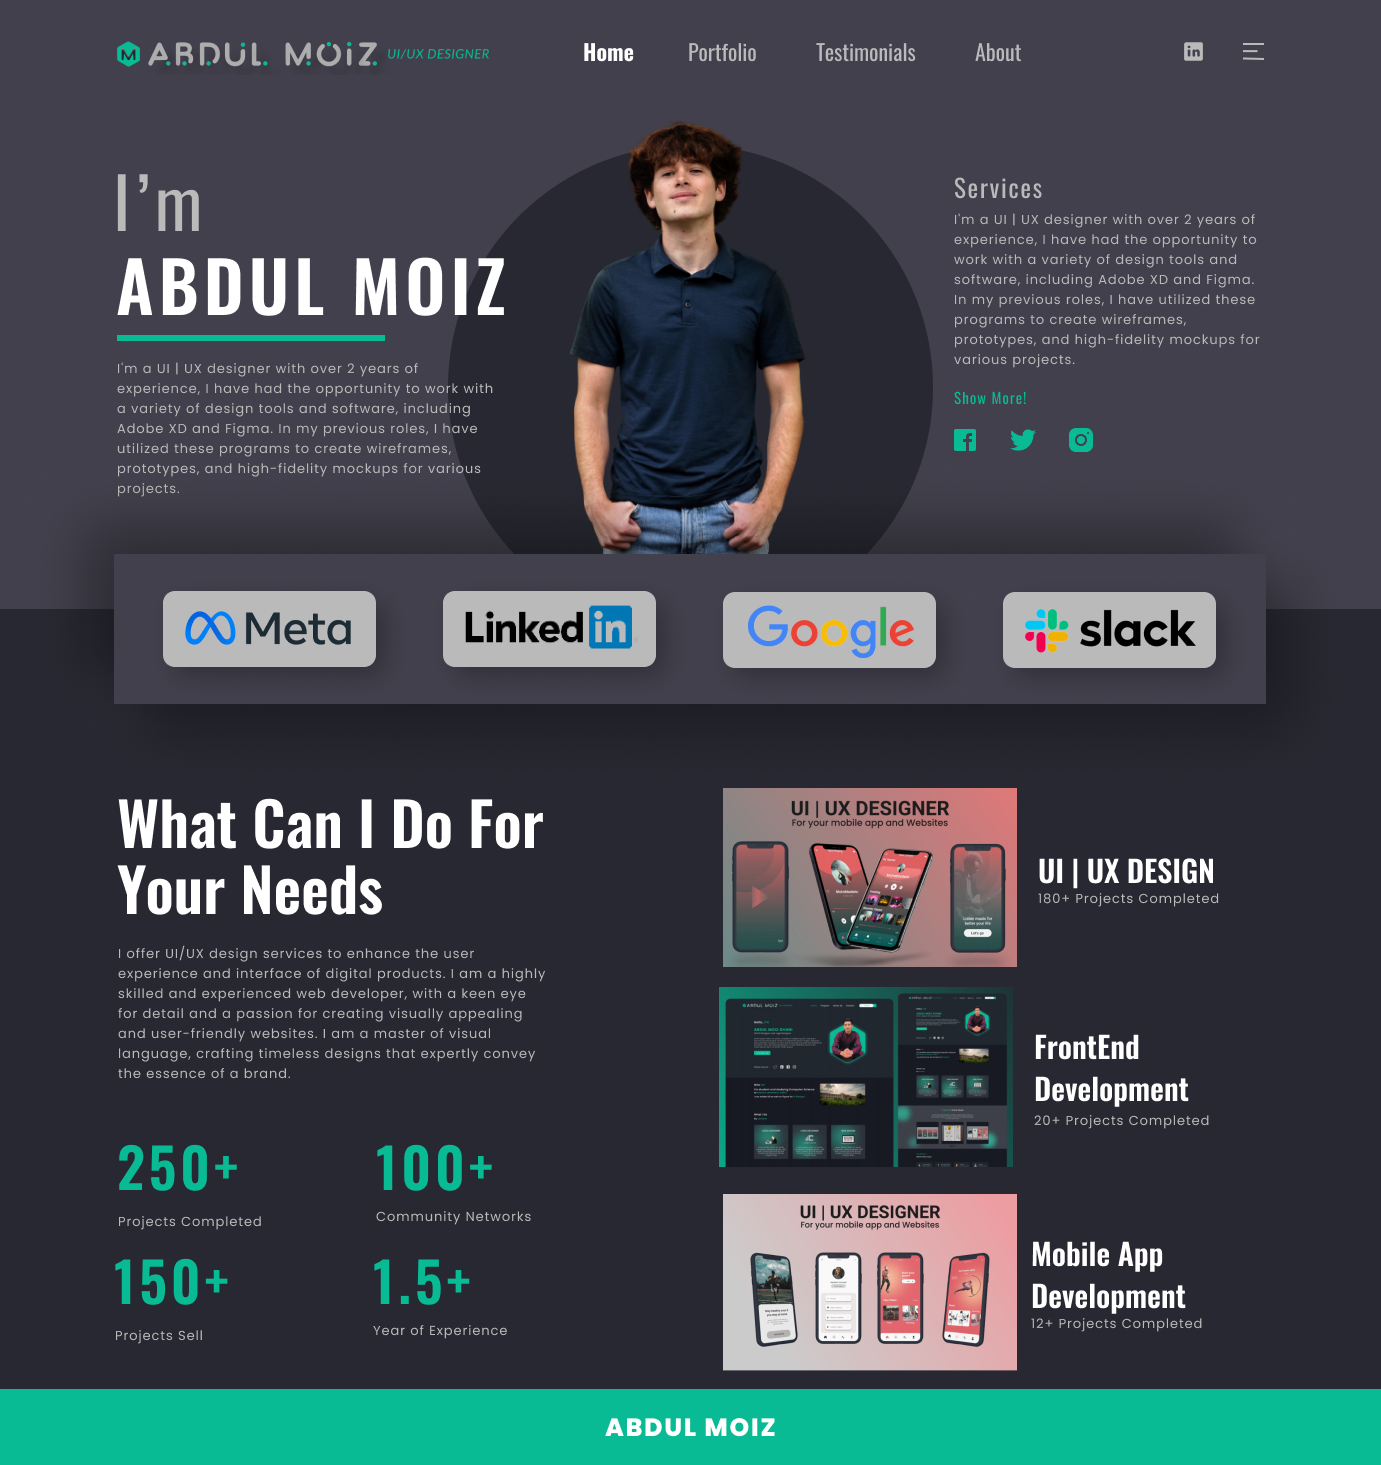 ABDUL MOIZ UI/UX DESIGNER
Home
Portfolio
Testimonials
About
I'm
ABDUL MOIZ
I'm a UI | UX designer with over 2 years of
experience, I have had the opportunity to work with
a variety of design tools and software, including
Adobe XD and Figma. In my previous roles, I have
utilized these programs to create wireframes,
prototypes, and high-fidelity mockups for various
projects.
Services
I'm a UI | UX designer with over 2 years of
experience, I have had the opportunity to
work with a variety of design tools and
software, including Adobe XD and Figma.
In my previous roles, I have utilized these
programs to create wireframes,
prototypes, and high-fidelity mockups for
various projects.
Show More!
Meta
Linked in
Google
slack
What Can I Do For
Your Needs
I offer UI/UX design services to enhance the user
experience and interface of digital products. I am a highly
skilled and experienced web developer, with a keen eye
for detail and a passion for creating visually appealing
and user-friendly websites. I am a master of visual
language, crafting timeless designs that expertly convey
the essence of a brand.
250+
Projects Completed
100+
Community Networks
150+
Projects Sell
1.5+
Year of Experience
UI | UX DESIGNER
For your mobile app and Websites
UI | UX DESIGN
180+ Projects Completed
ABDUL MOIZ
FrontEnd
Development
20+ Projects Completed
UI | UX DESIGNER
For your mobile app and Websites
Mobile App
Development
12+ Projects Completed
ABDUL MOIZ